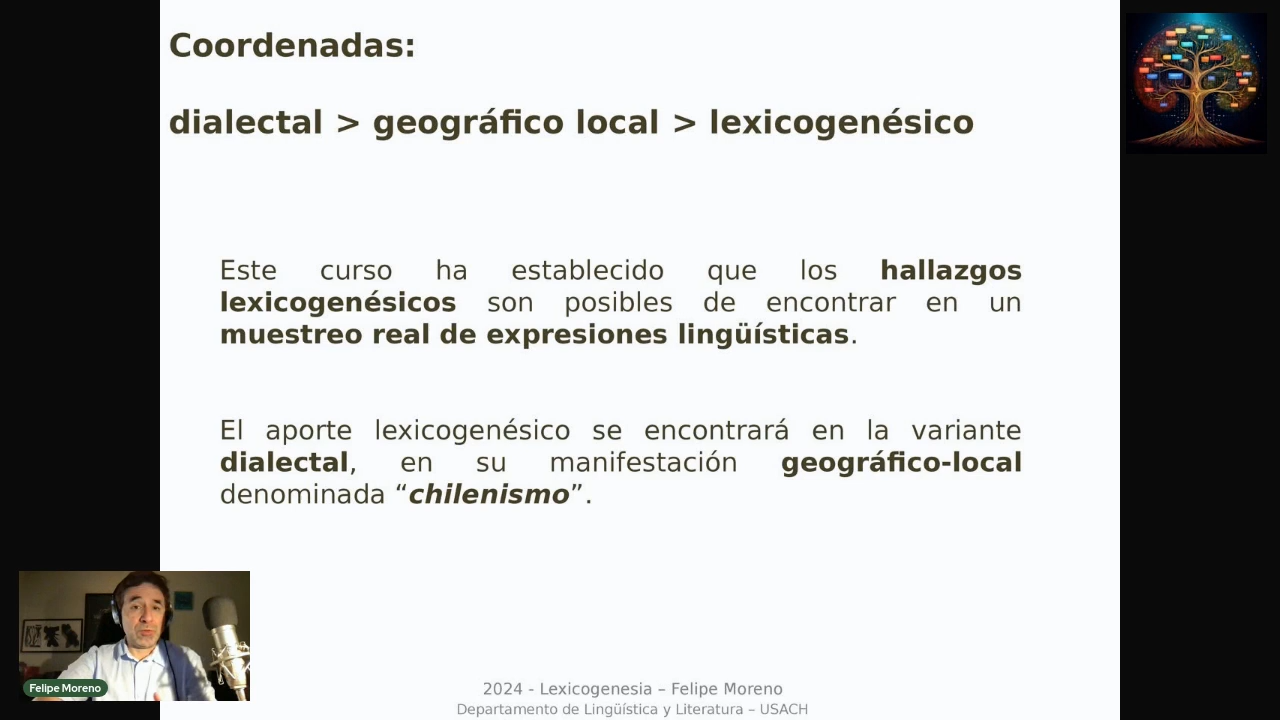 Coordenadas:
dialectal > geográfico local > lexicogenésico
Este curso ha establecido que los hallazgos
lexicogenésicos son posibles de encontrar en un
muestreo real de expresiones lingüísticas.
El aporte lexicogenésico se encontrará en la variante
dialectal, en su manifestación geográfico-local
denominada “chilenismo”.
Felipe Moreno
2024 - Lexicogenesia – Felipe Moreno
Departamento de Lingüística y Literatura – USACH